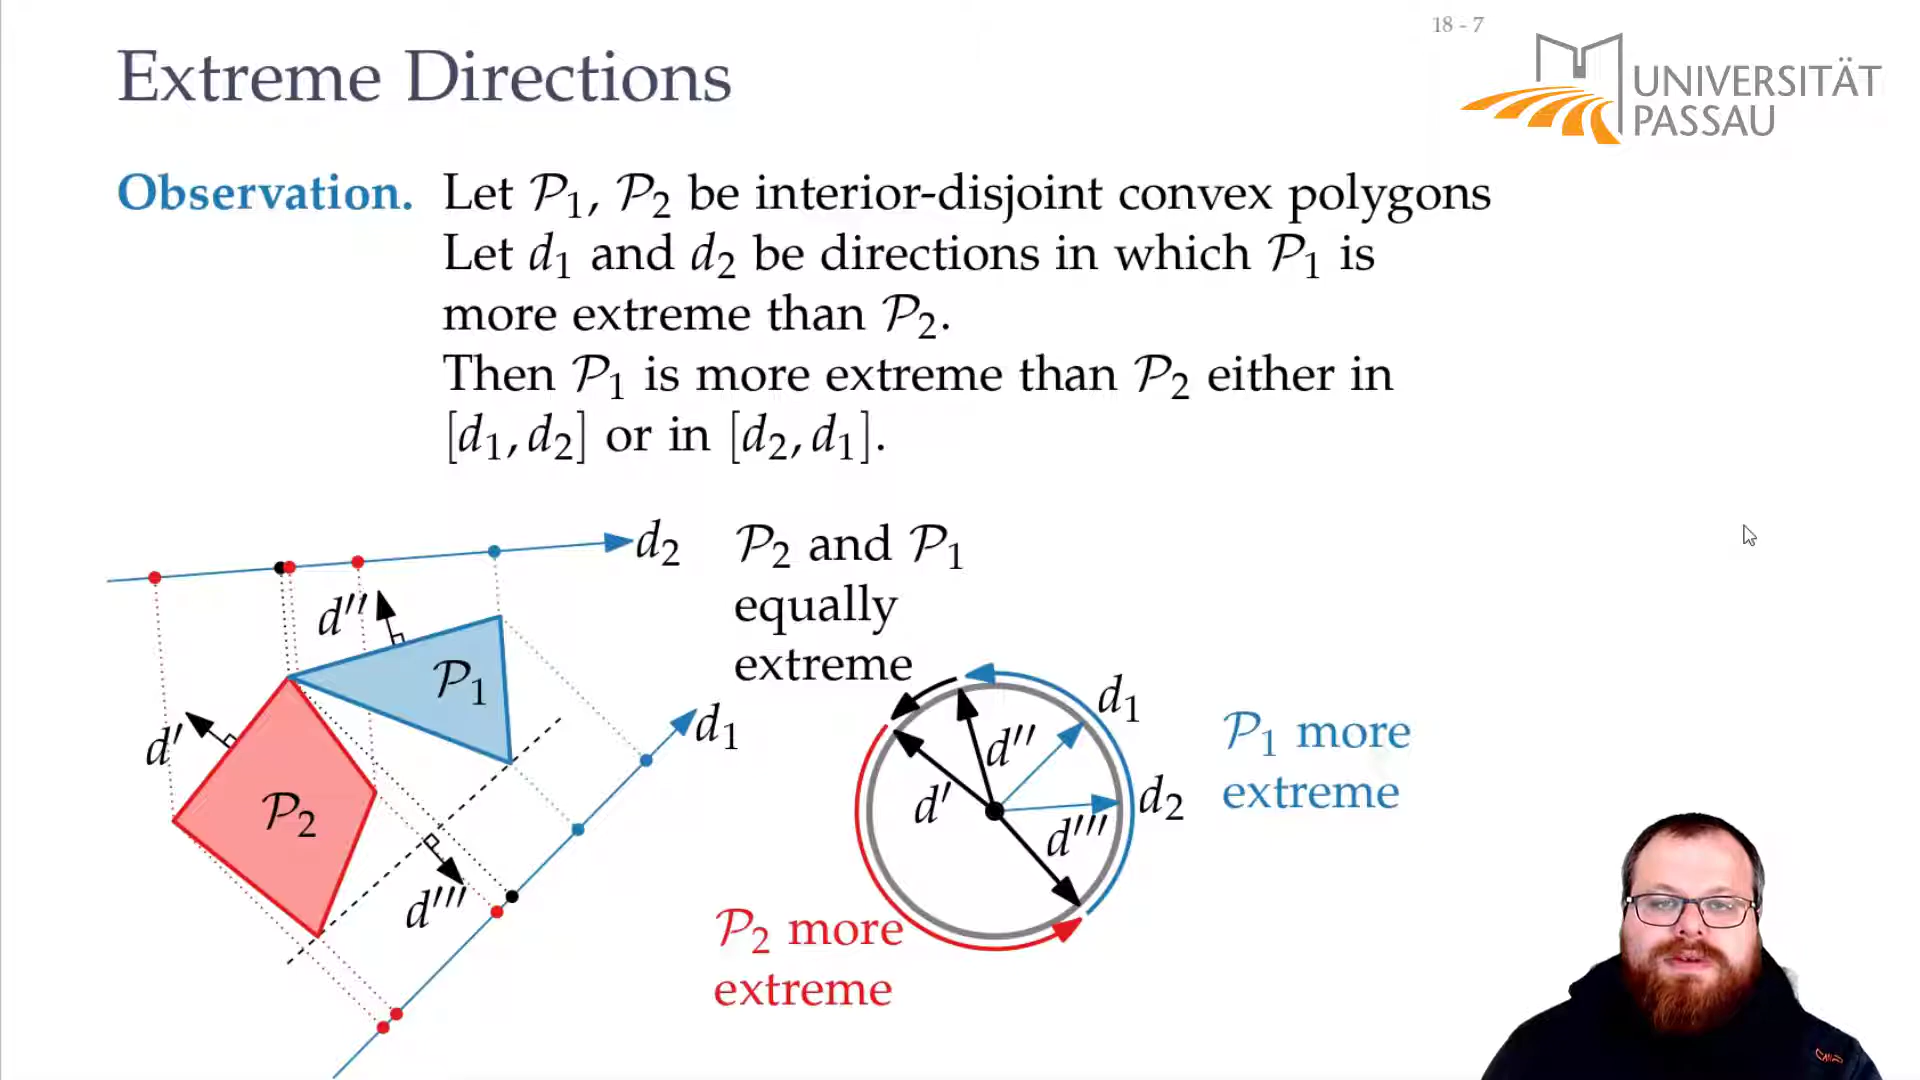 18 - 7
UNIVERSITÄT
PASSAU
Extreme Directions
Observation. Let 𝒫₁, 𝒫₂ be interior-disjoint convex polygons
Let d₁ and d₂ be directions in which 𝒫₁ is
more extreme than 𝒫₂.
Then 𝒫₁ is more extreme than 𝒫₂ either in
[d₁, d₂] or in [d₂, d₁].
d₂
d″
𝒫₁
d′
𝒫₂
d₁
d‴
𝒫₂ and 𝒫₁
equally
extreme
d₁
d″
d′
d₂
d‴
𝒫₁ more
extreme
𝒫₂ more
extreme